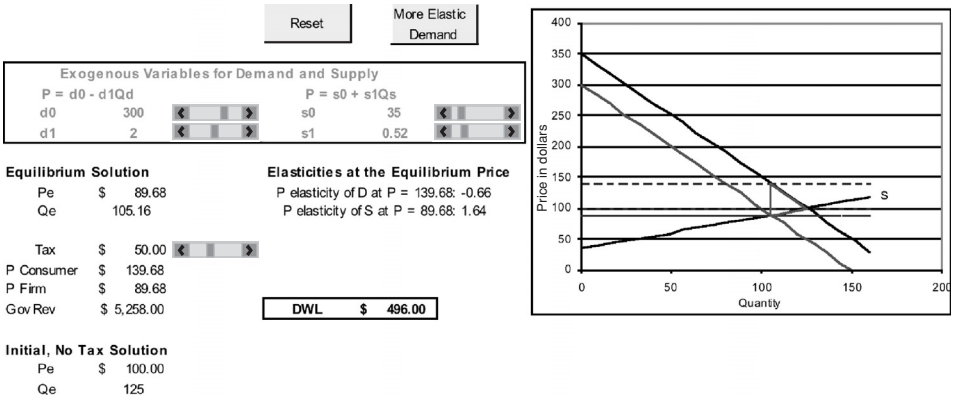 Reset
More Elastic
Demand
Exogenous Variables for Demand and Supply
P = d0 - d1Qd P = s0 + s1Qs
d0 300 s0 35
d1 2 s1 0.52
Equilibrium Solution
Pe $ 89.68
Qe 105.16
Elasticities at the Equilibrium Price
P elasticity of D at P = 139.68: -0.66
P elasticity of S at P = 89.68: 1.64
Tax $ 50.00
P Consumer $ 139.68
P Firm $ 89.68
Gov Rev $ 5,258.00
DWL $ 496.00
Initial, No Tax Solution
Pe $ 100.00
Qe 125
Price in dollars
400
350
300
250
200
150
100
50
0
S
0 50 100 150 200
Quantity